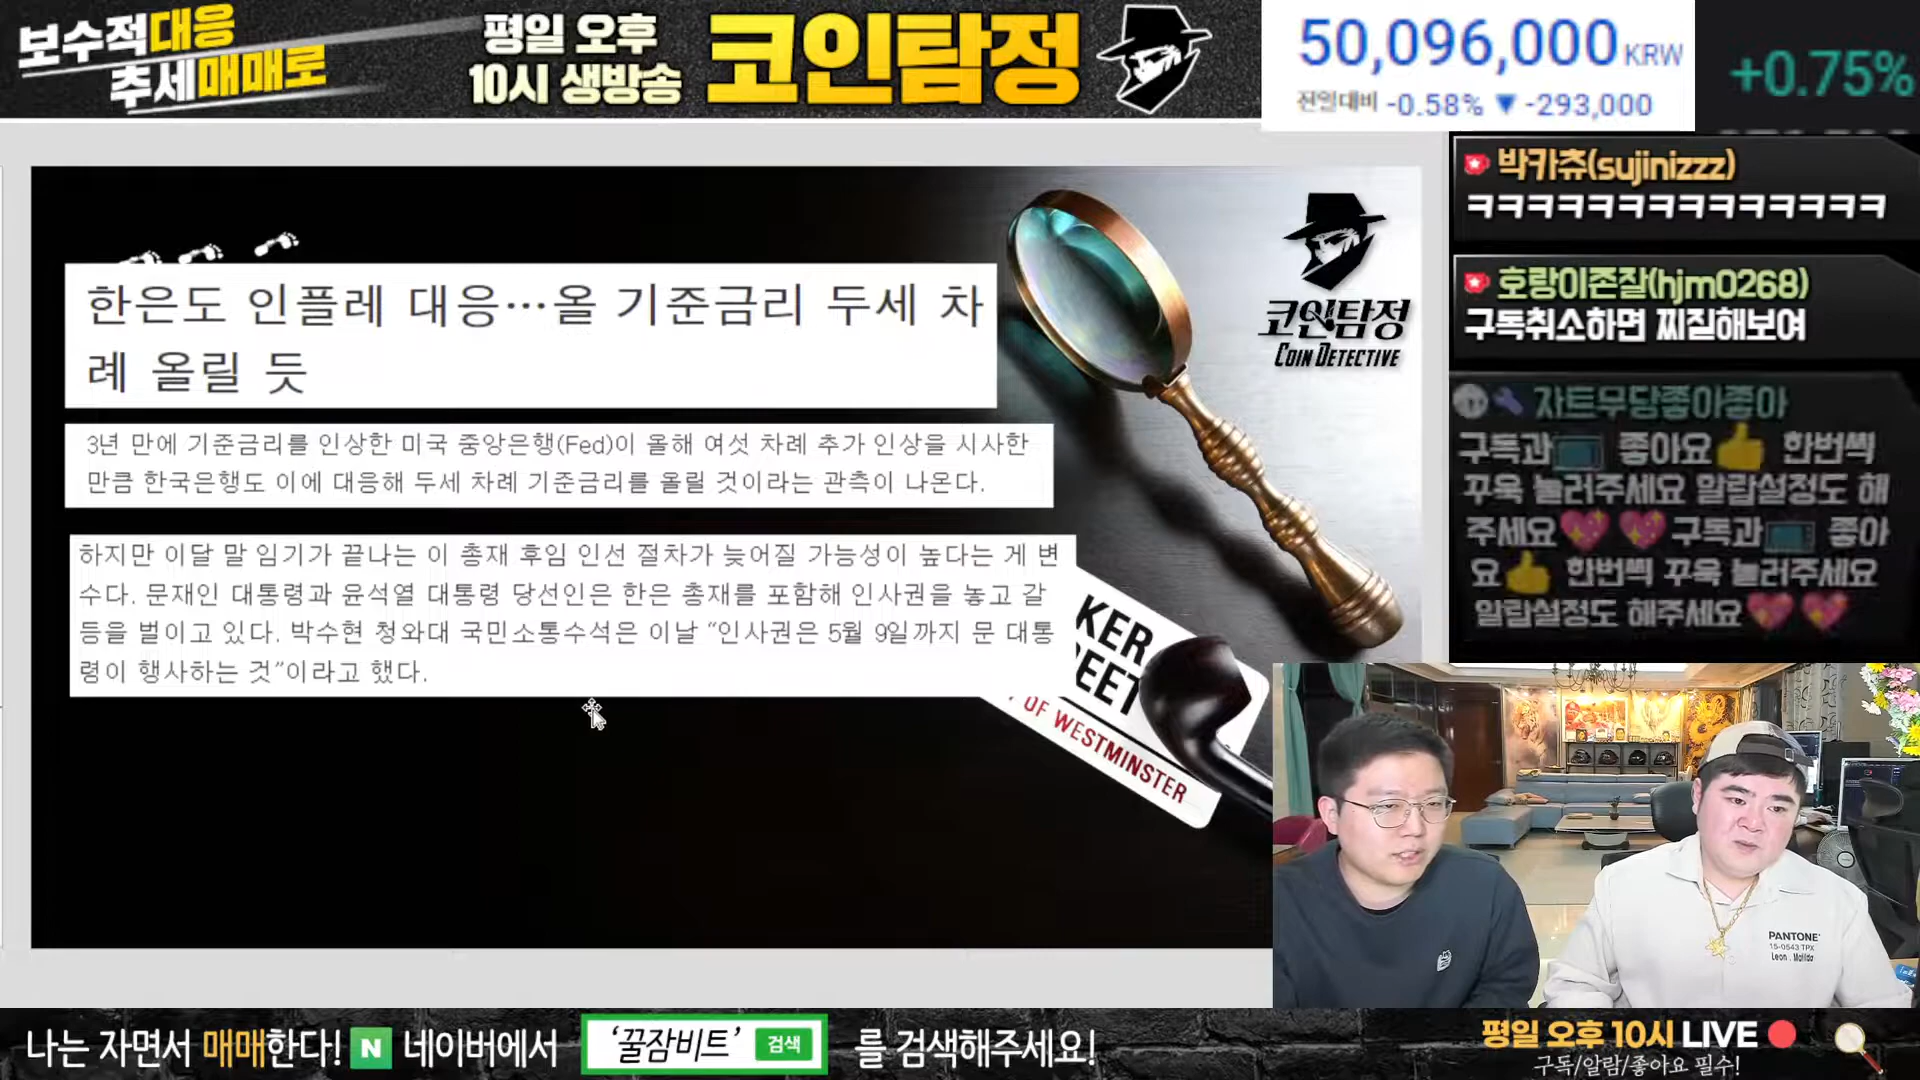 보수적대응
추세매매로
평일 오후
10시 생방송
코인탐정
50,096,000 KRW
전일대비 -0.58% ▼ -293,000
+0.75%
코인탐정
COIN DETECTIVE
한은도 인플레 대응…올 기준금리 두세 차
례 올릴 듯
3년 만에 기준금리를 인상한 미국 중앙은행(Fed)이 올해 여섯 차례 추가 인상을 시사한
만큼 한국은행도 이에 대응해 두세 차례 기준금리를 올릴 것이라는 관측이 나온다.
하지만 이달 말 임기가 끝나는 이 총재 후임 인선 절차가 늦어질 가능성이 높다는 게 변
수다. 문재인 대통령과 윤석열 대통령 당선인은 한은 총재를 포함해 인사권을 놓고 갈
등을 벌이고 있다. 박수현 청와대 국민소통수석은 이날 “인사권은 5월 9일까지 문 대통
령이 행사하는 것”이라고 했다.
KER
EET
OF WESTMINSTER
박카츄(sujinizzz)
ㅋㅋㅋㅋㅋㅋㅋㅋㅋㅋㅋㅋㅋㅋ
호랑이존잘(hjm0268)
구독취소하면 찌질해보여
차트무당좋아좋아
구독과📺 좋아요👍 한번씩
꾸욱 눌러주세요 알람설정도 해
주세요💖 💖 구독과📺 좋아
요👍 한번씩 꾸욱 눌러주세요
알람설정도 해주세요💖 💖
PANTONE
15-0543 TPX
Leon . Matilda
나는 자면서 매매한다! N 네이버에서 ‘꿀잠비트’ 검색 를 검색해주세요!
평일 오후 10시 LIVE
구독/알람/좋아요 필수!